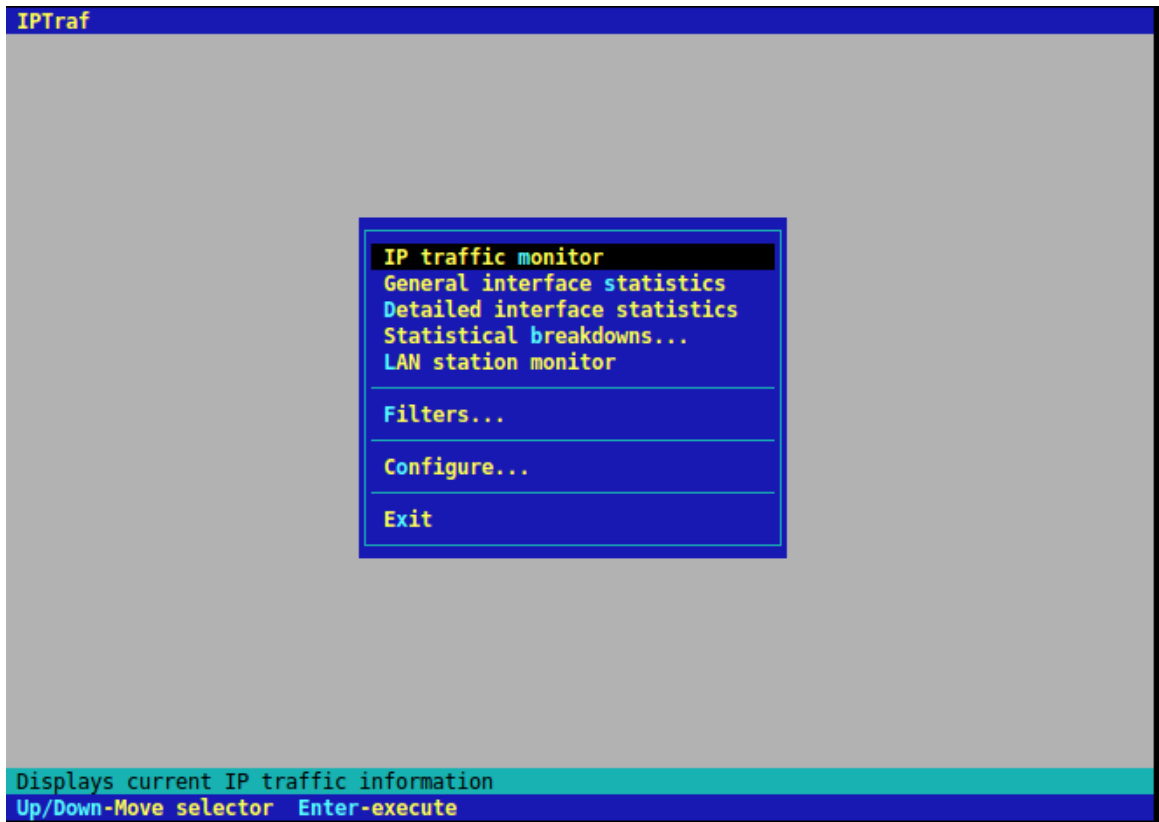 IPTraf
IP traffic monitor
General interface statistics
Detailed interface statistics
Statistical breakdowns...
LAN station monitor
Filters...
Configure...
Exit
Displays current IP traffic information
Up/Down-Move selector  Enter-execute